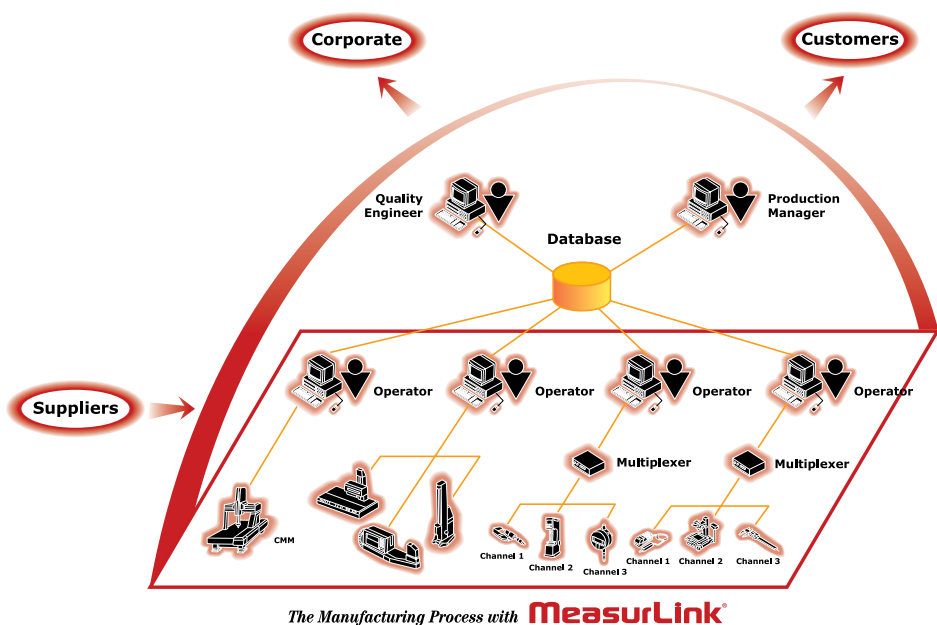 Corporate
Customers
Quality
Engineer
Production
Manager
Database
Suppliers
Operator
Operator
Operator
Operator
Multiplexer
Multiplexer
CMM
Channel 1
Channel 2
Channel 3
Channel 1
Channel 2
Channel 3
The Manufacturing Process with MeasurLink®